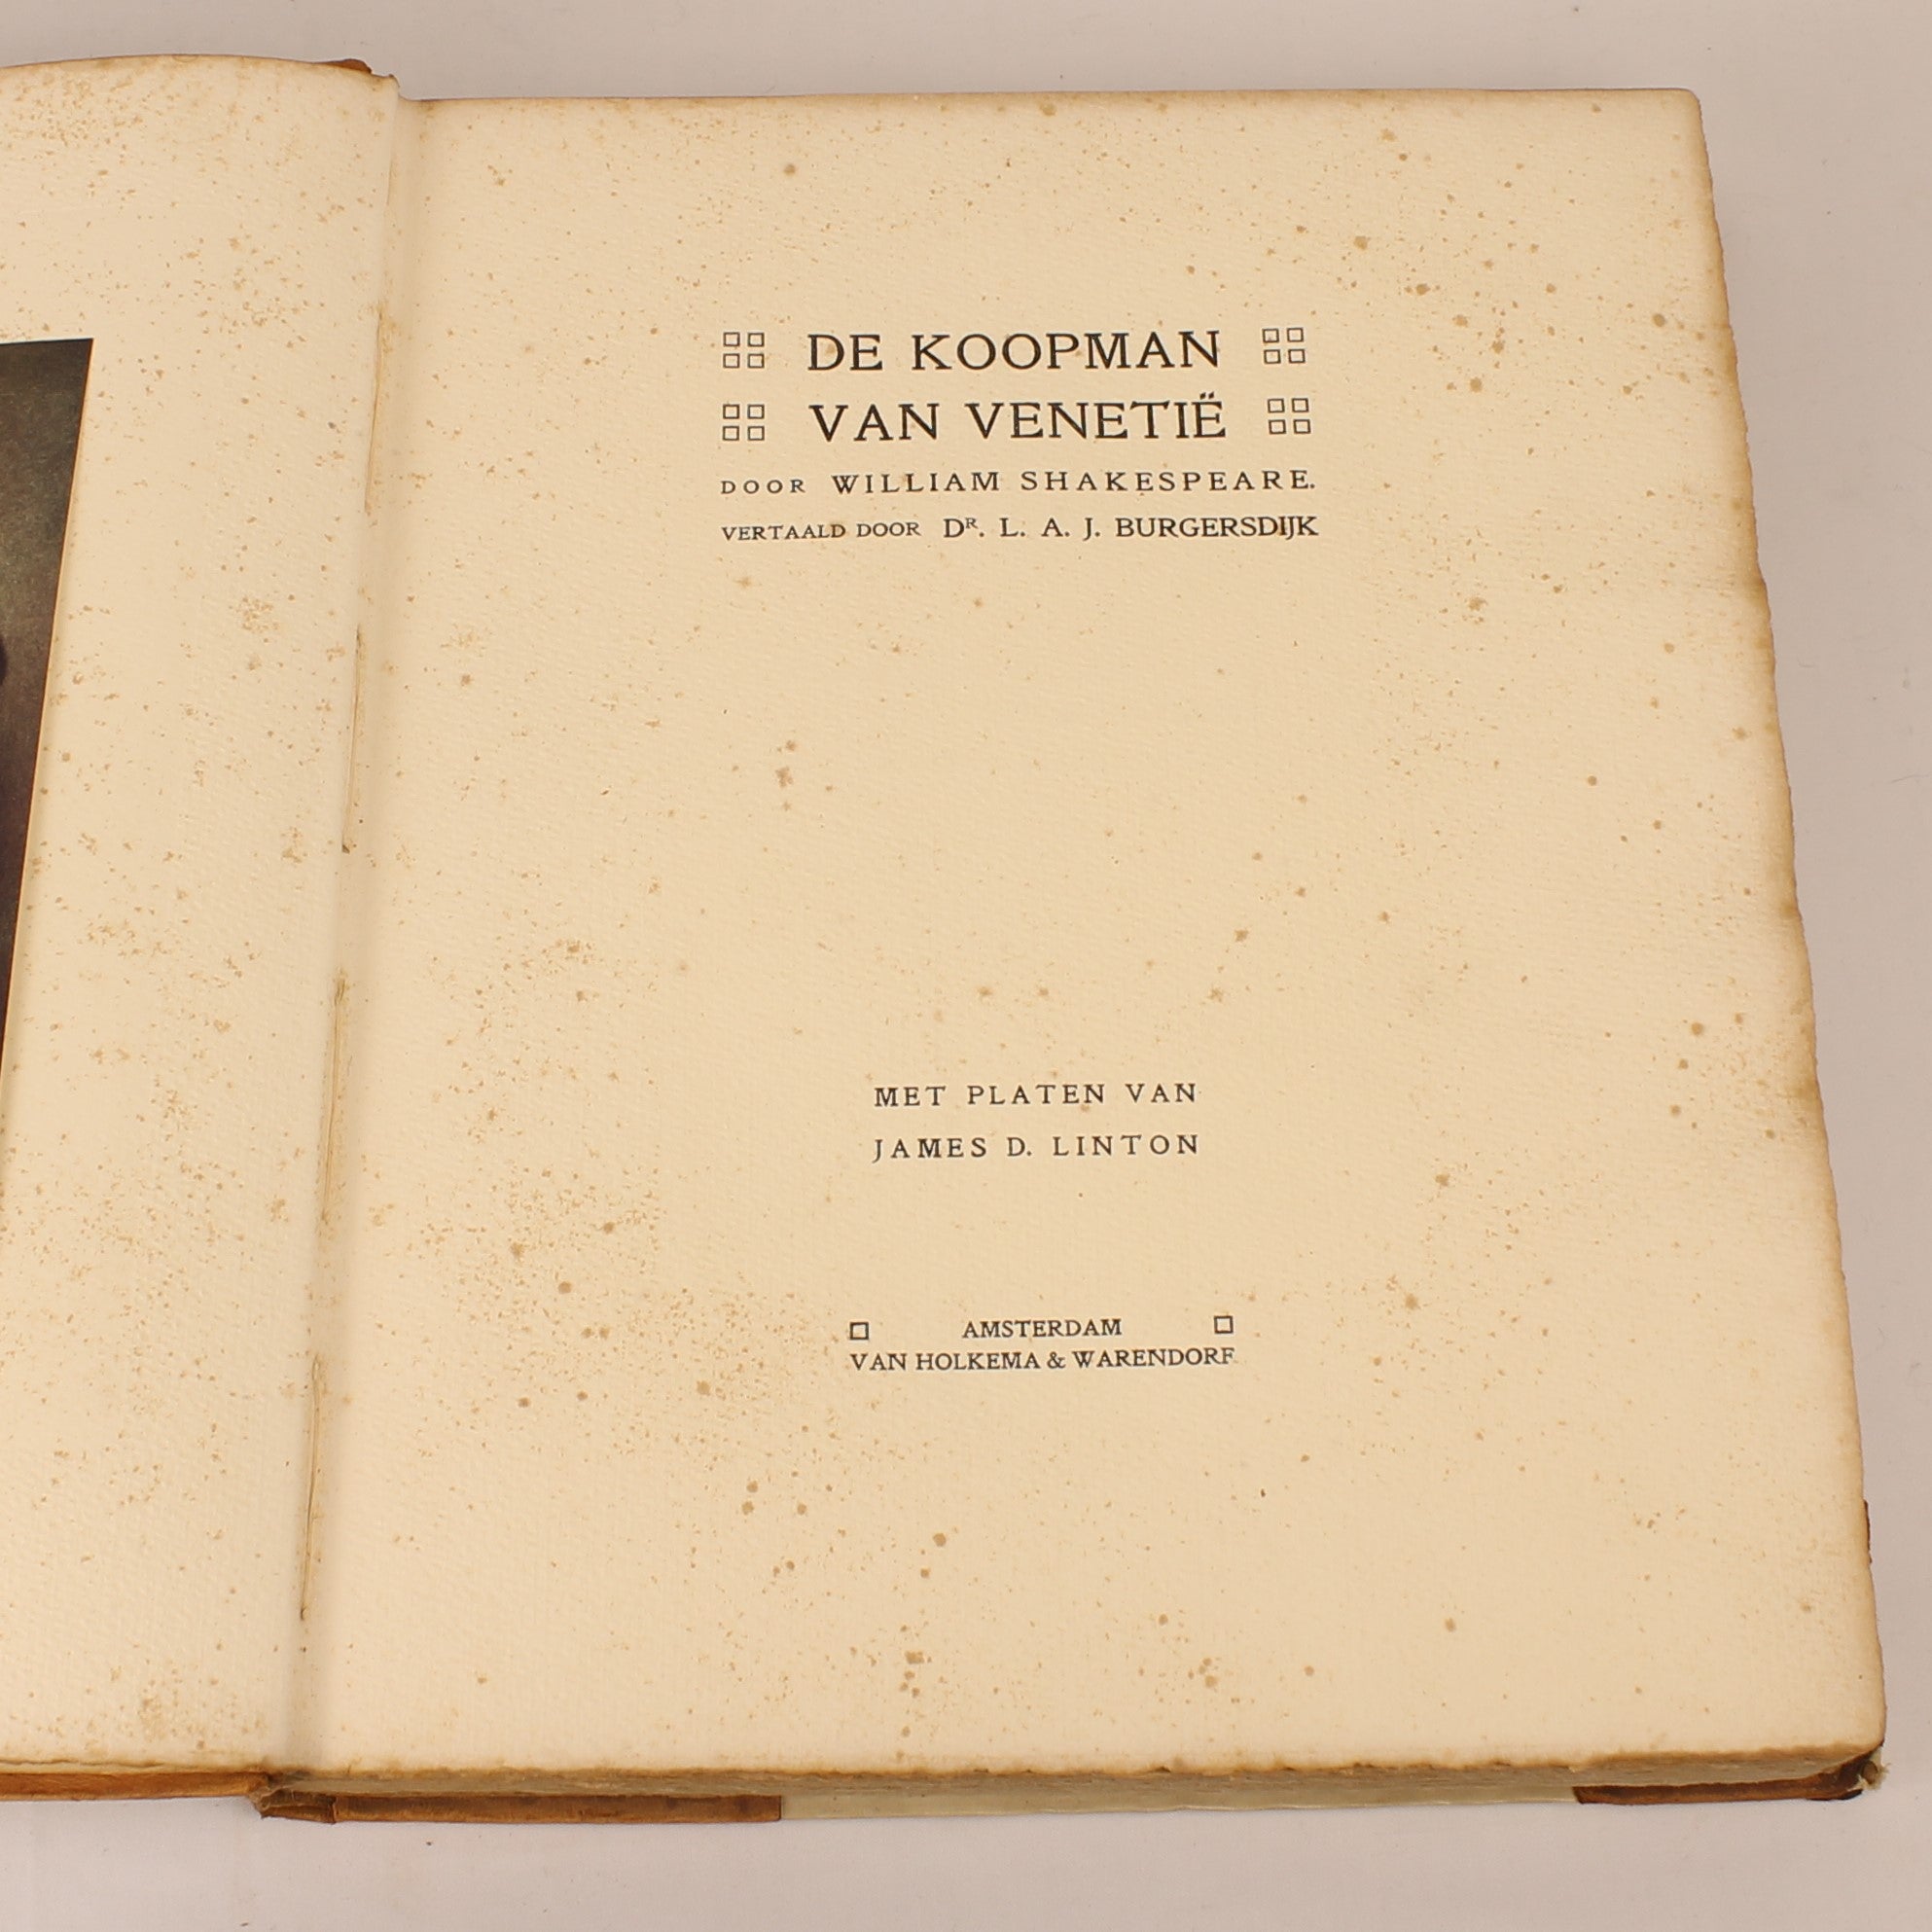 DE KOOPMAN
VAN VENETIË
DOOR WILLIAM SHAKESPEARE.
VERTAALD DOOR DR. L. A. J. BURGERSDIJK
MET PLATEN VAN
JAMES D. LINTON
AMSTERDAM
VAN HOLKEMA & WARENDORF